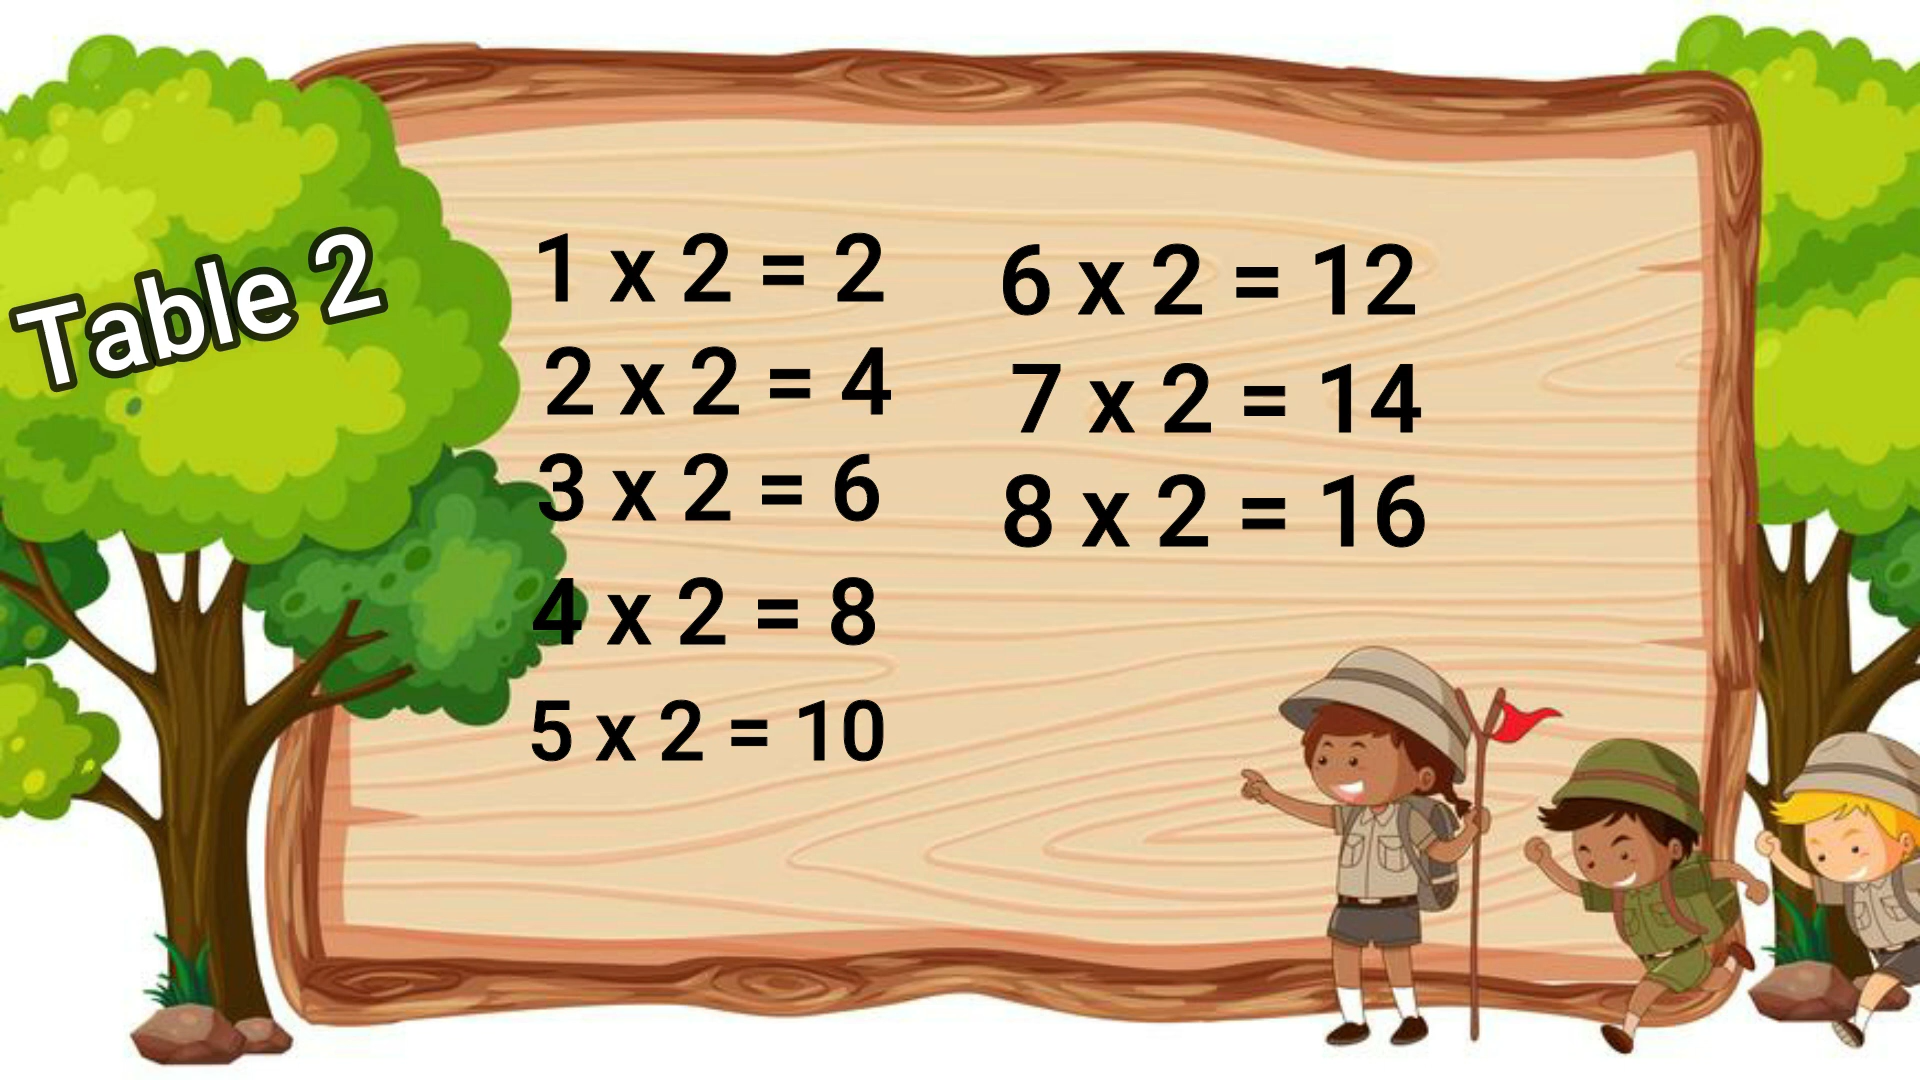 Table 2
1 x 2 = 2
2 x 2 = 4
3 x 2 = 6
4 x 2 = 8
5 x 2 = 10
6 x 2 = 12
7 x 2 = 14
8 x 2 = 16